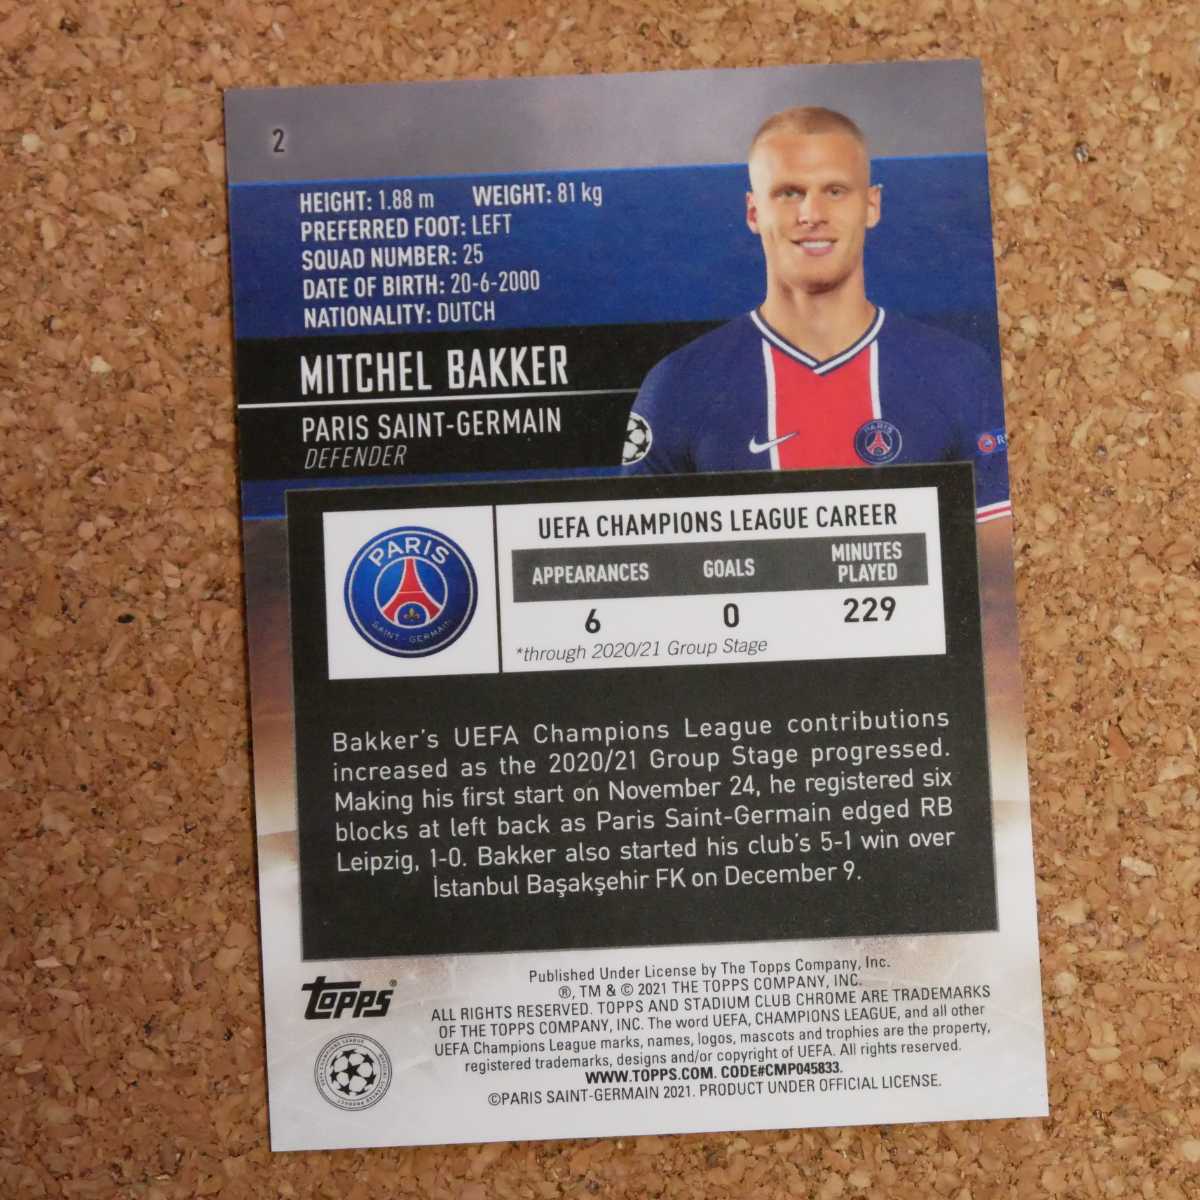 2
HEIGHT: 1.88 m WEIGHT: 81 kg
PREFERRED FOOT: LEFT
SQUAD NUMBER: 25
DATE OF BIRTH: 20-6-2000
NATIONALITY: DUTCH
MITCHEL BAKKER
PARIS SAINT-GERMAIN
DEFENDER
PARIS
PARIS
SAINT-GERMAIN
UEFA CHAMPIONS LEAGUE CAREER
APPEARANCES GOALS MINUTES PLAYED
6 0 229
*through 2020/21 Group Stage
Bakker's UEFA Champions League contributions
increased as the 2020/21 Group Stage progressed.
Making his first start on November 24, he registered six
blocks at left back as Paris Saint-Germain edged RB
Leipzig, 1-0. Bakker also started his club's 5-1 win over
İstanbul Başakşehir FK on December 9.
TOPPS®
Published Under License by The Topps Company, Inc.
®, TM & © 2021 THE TOPPS COMPANY, INC.
ALL RIGHTS RESERVED. TOPPS AND STADIUM CLUB CHROME ARE TRADEMARKS
OF THE TOPPS COMPANY, INC. The word UEFA, CHAMPIONS LEAGUE, and all other
UEFA Champions League marks, names, logos, mascots and trophies are the property,
registered trademarks, designs and/or copyright of UEFA. All rights reserved.
WWW.TOPPS.COM. CODE#CMP045833.
©PARIS SAINT-GERMAIN 2021. PRODUCT UNDER OFFICIAL LICENSE.